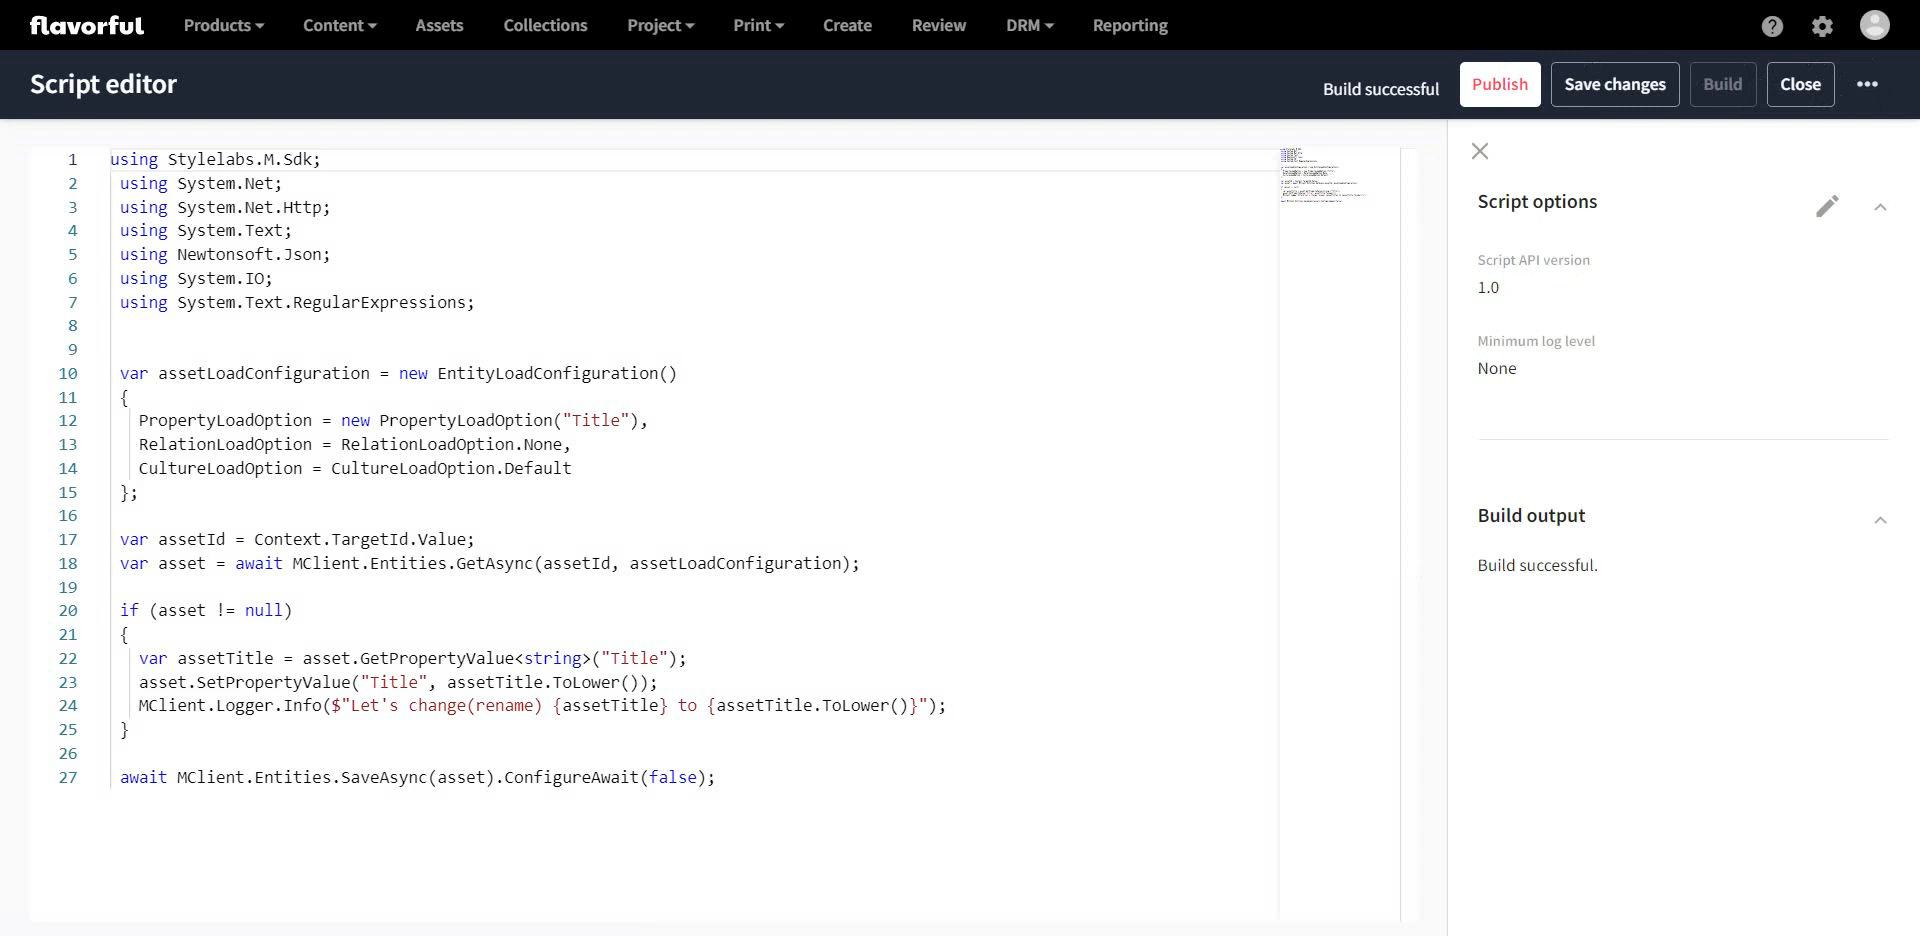 flavorful Products Content Assets Collections Project Print Create Review DRM Reporting
Script editor Build successful Publish Save changes Build Close
1 using Stylelabs.M.Sdk;
2 using System.Net;
3 using System.Net.Http;
4 using System.Text;
5 using Newtonsoft.Json;
6 using System.IO;
7 using System.Text.RegularExpressions;
8
9
10 var assetLoadConfiguration = new EntityLoadConfiguration()
11 {
12 PropertyLoadOption = new PropertyLoadOption("Title"),
13 RelationLoadOption = RelationLoadOption.None,
14 CultureLoadOption = CultureLoadOption.Default
15 };
16
17 var assetId = Context.TargetId.Value;
18 var asset = await MClient.Entities.GetAsync(assetId, assetLoadConfiguration);
19
20 if (asset != null)
21 {
22 var assetTitle = asset.GetPropertyValue<string>("Title");
23 asset.SetPropertyValue("Title", assetTitle.ToLower());
24 MClient.Logger.Info($"Let's change(rename) {assetTitle} to {assetTitle.ToLower()}");
25 }
26
27 await MClient.Entities.SaveAsync(asset).ConfigureAwait(false);
Script options
Script API version
1.0
Minimum log level
None
Build output
Build successful.